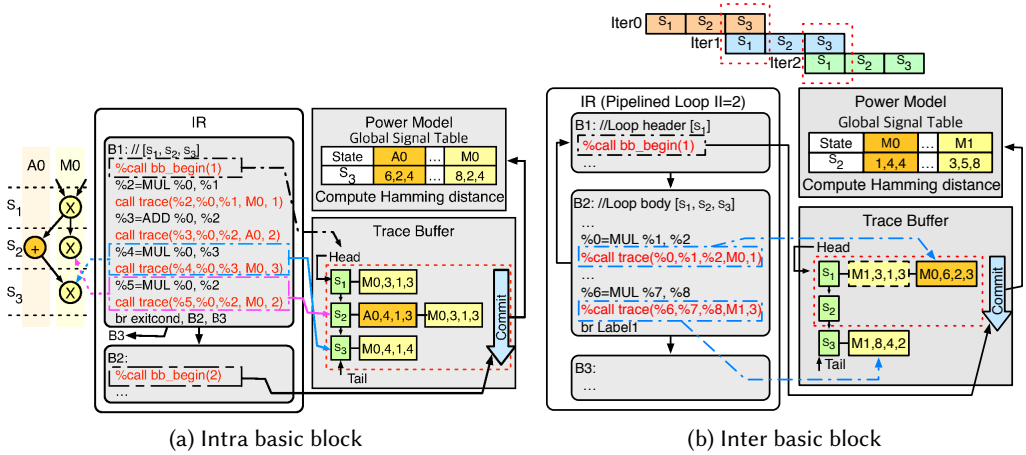 A0 M0
S1
S2
S3
+
X
X
X
IR
B1: // [S1, S2, S3]
%call bb_begin(1)
%2=MUL %0, %1
call trace(%2,%0,%1, M0, 1)
%3=ADD %0, %2
call trace(%3,%0,%2, A0, 2)
%4=MUL %0, %3
call trace(%4,%0,%3, M0, 3)
%5=MUL %0, %2
call trace(%5,%0,%2, M0, 2)
br exitcond, B2, B3
B3
B2:
%call bb_begin(2)
...
Power Model
Global Signal Table
State A0 ... M0
S3 6,2,4 ... 8,2,4
Compute Hamming distance
Trace Buffer
Head
S1 M0,3,1,3
S2 A0,4,1,3 M0,3,1,3
S3 M0,4,1,4
Tail
Commit
(a) Intra basic block
Iter0 S1 S2 S3
Iter1 S1 S2 S3
Iter2 S1 S2 S3
IR (Pipelined Loop II=2)
B1: //Loop header [S1]
%call bb_begin(1)
...
B2: //Loop body [S1, S2, S3]
...
%0=MUL %1, %2
%call trace(%0,%1,%2,M0,1)
...
%6=MUL %7, %8
%call trace(%6,%7,%8,M1,3)
br Label1
B3:
...
Power Model
Global Signal Table
State M0 ... M1
S2 1,4,4 ... 3,5,8
Compute Hamming distance
Trace Buffer
Head
S1 M1,3,1,3 M0,6,2,3
S2
S3 M1,8,4,2
Tail
Commit
(b) Inter basic block